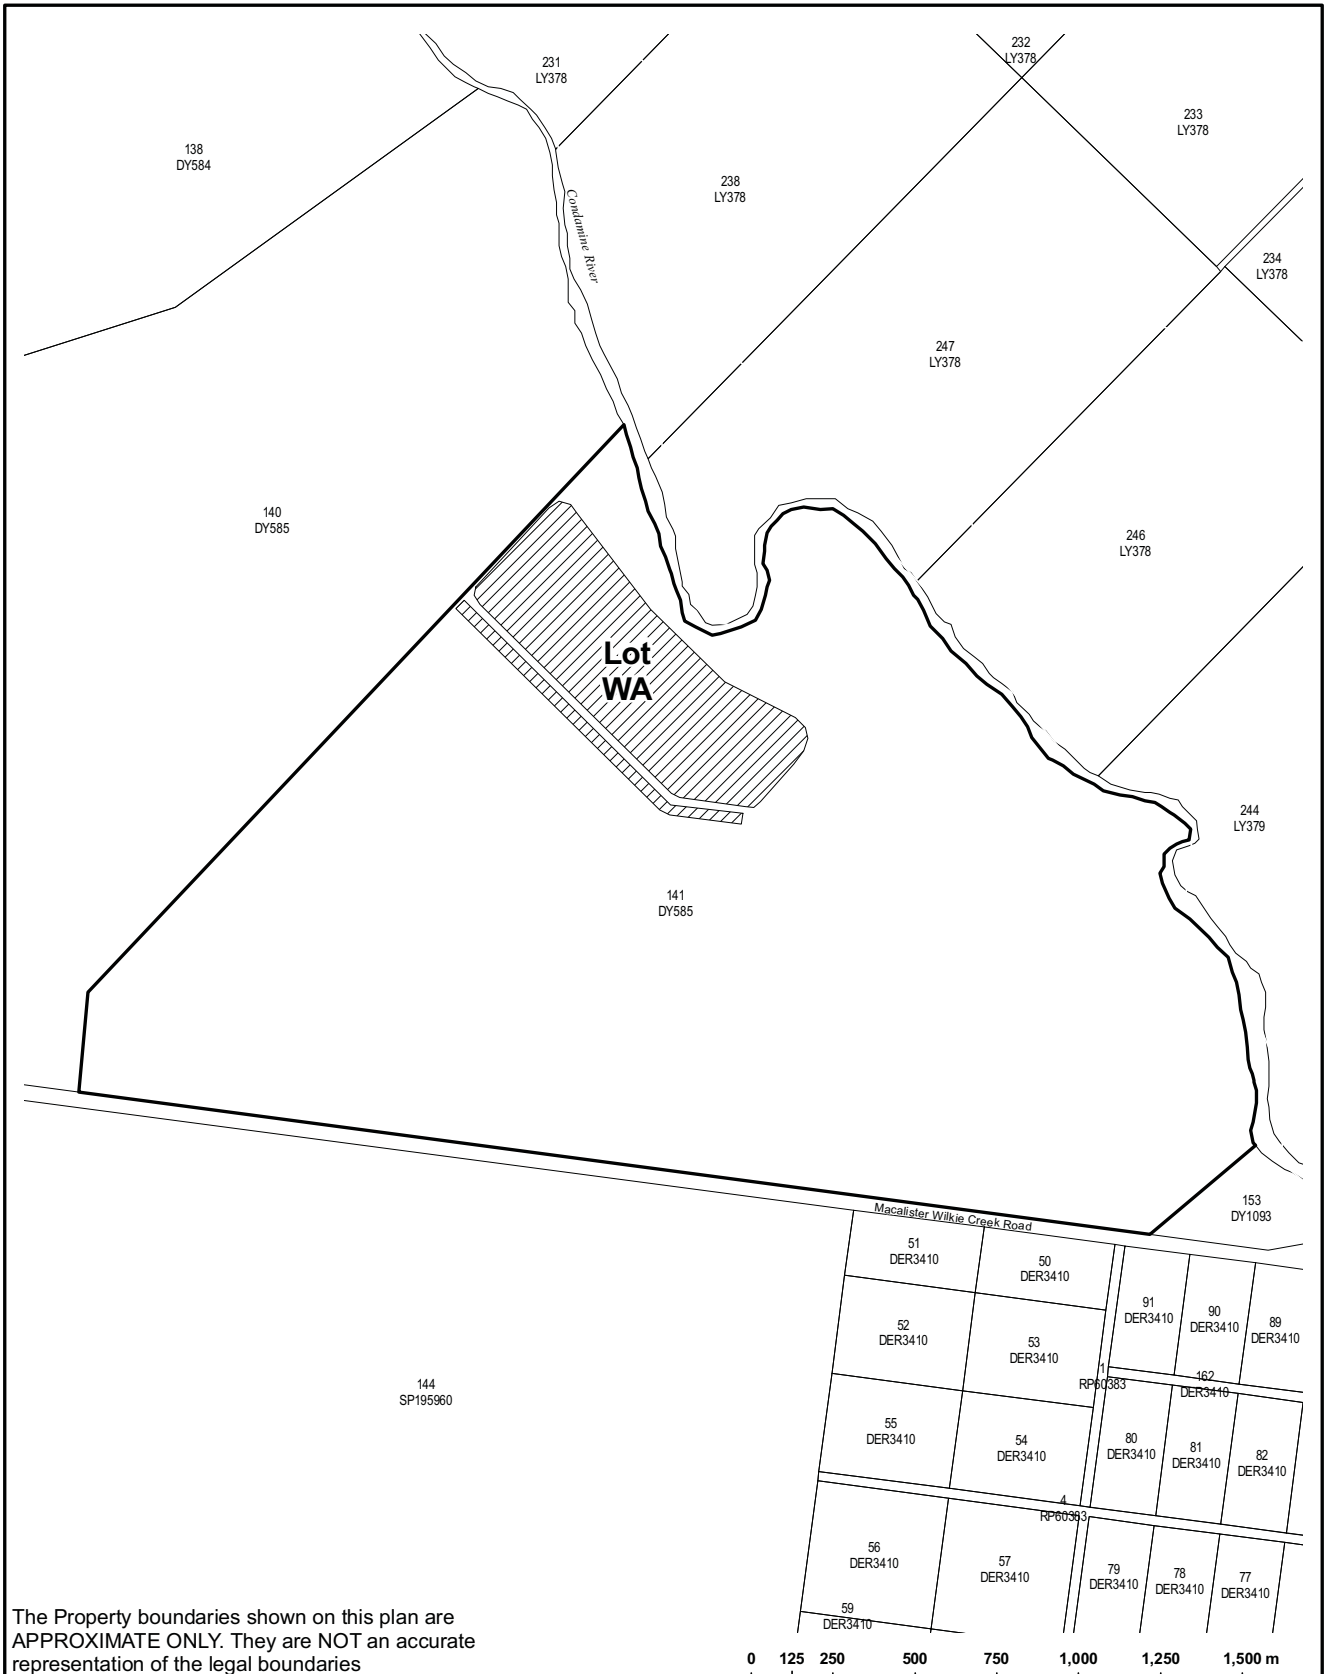 232
LY378
231
LY378
233
LY378
138
DY584
238
LY378
Condamine River
234
LY378
247
LY378
140
DY585
246
LY378
Lot
WA
244
LY379
141
DY585
153
DY1093
Macalister Wilkie Creek Road
51
DER3410
50
DER3410
91
DER3410
90
DER3410
89
DER3410
52
DER3410
53
DER3410
1
RP60383
162
DER3410
144
SP195960
55
DER3410
54
DER3410
80
DER3410
81
DER3410
82
DER3410
4
RP60383
56
DER3410
57
DER3410
79
DER3410
78
DER3410
77
DER3410
59
DER3410
The Property boundaries shown on this plan are
APPROXIMATE ONLY. They are NOT an accurate
representation of the legal boundaries
0 125 250 500 750 1,000 1,250 1,500 m